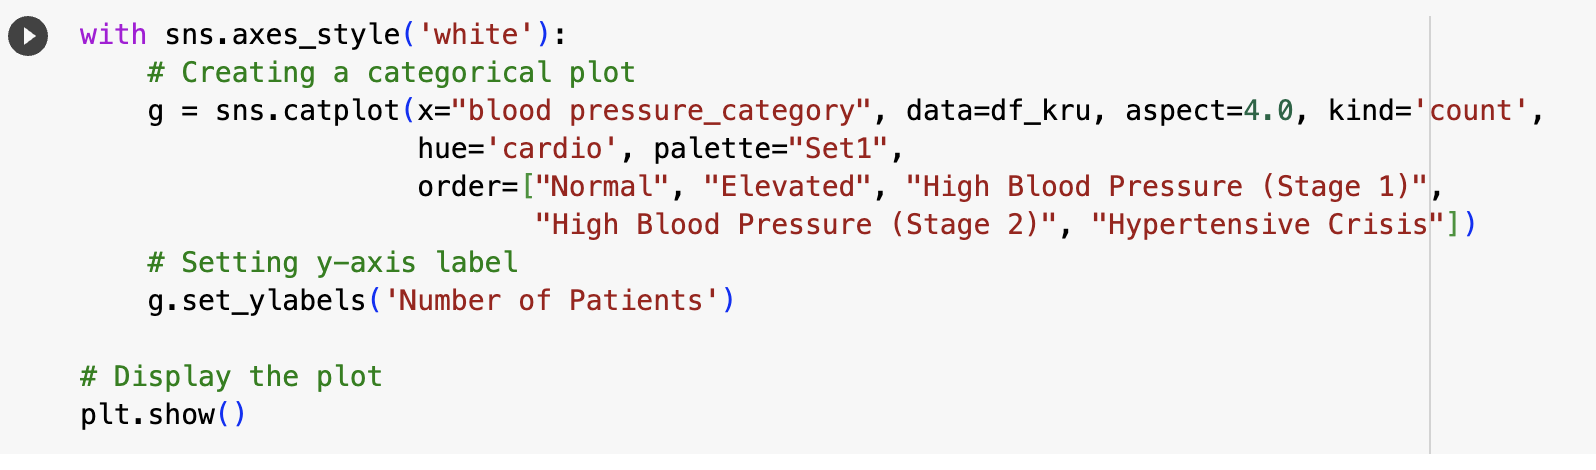 with sns.axes_style('white'):
    # Creating a categorical plot
    g = sns.catplot(x="blood pressure_category", data=df_kru, aspect=4.0, kind='count',
                    hue='cardio', palette="Set1",
                    order=["Normal", "Elevated", "High Blood Pressure (Stage 1)",
                           "High Blood Pressure (Stage 2)", "Hypertensive Crisis"])
    # Setting y-axis label
    g.set_ylabels('Number of Patients')

# Display the plot
plt.show()